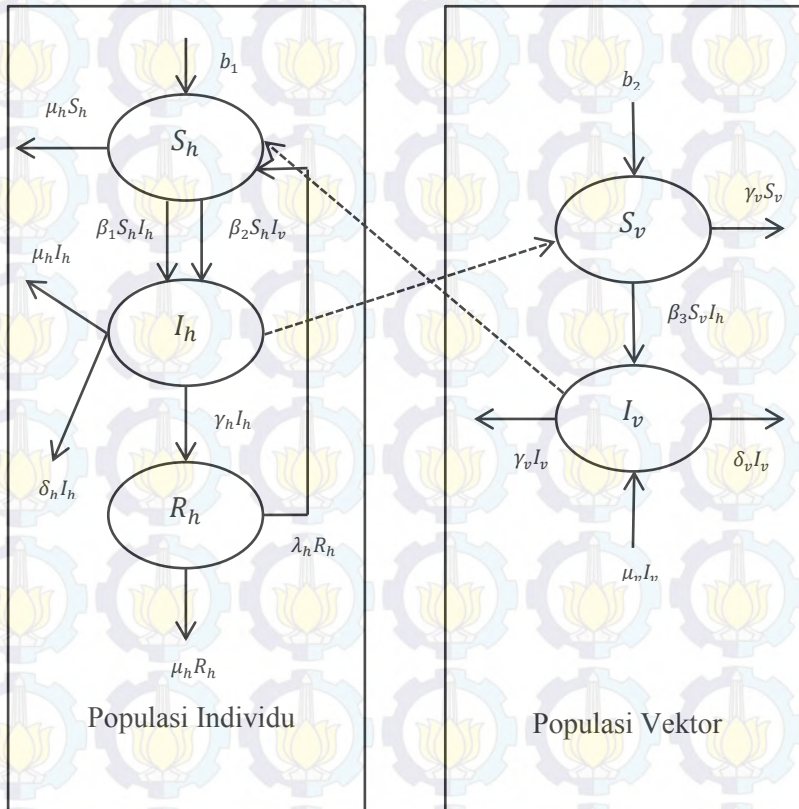 b₁
μₕSₕ
Sₕ
β₁SₕIₕ
β₂SₕIᵥ
μₕIₕ
Iₕ
γₕIₕ
δₕIₕ
Rₕ
λₕRₕ
μₕRₕ
Populasi Individu
b₂
γᵥSᵥ
Sᵥ
β₃SᵥIₕ
Iᵥ
γᵥIᵥ
δᵥIᵥ
μᵥIᵥ
Populasi Vektor